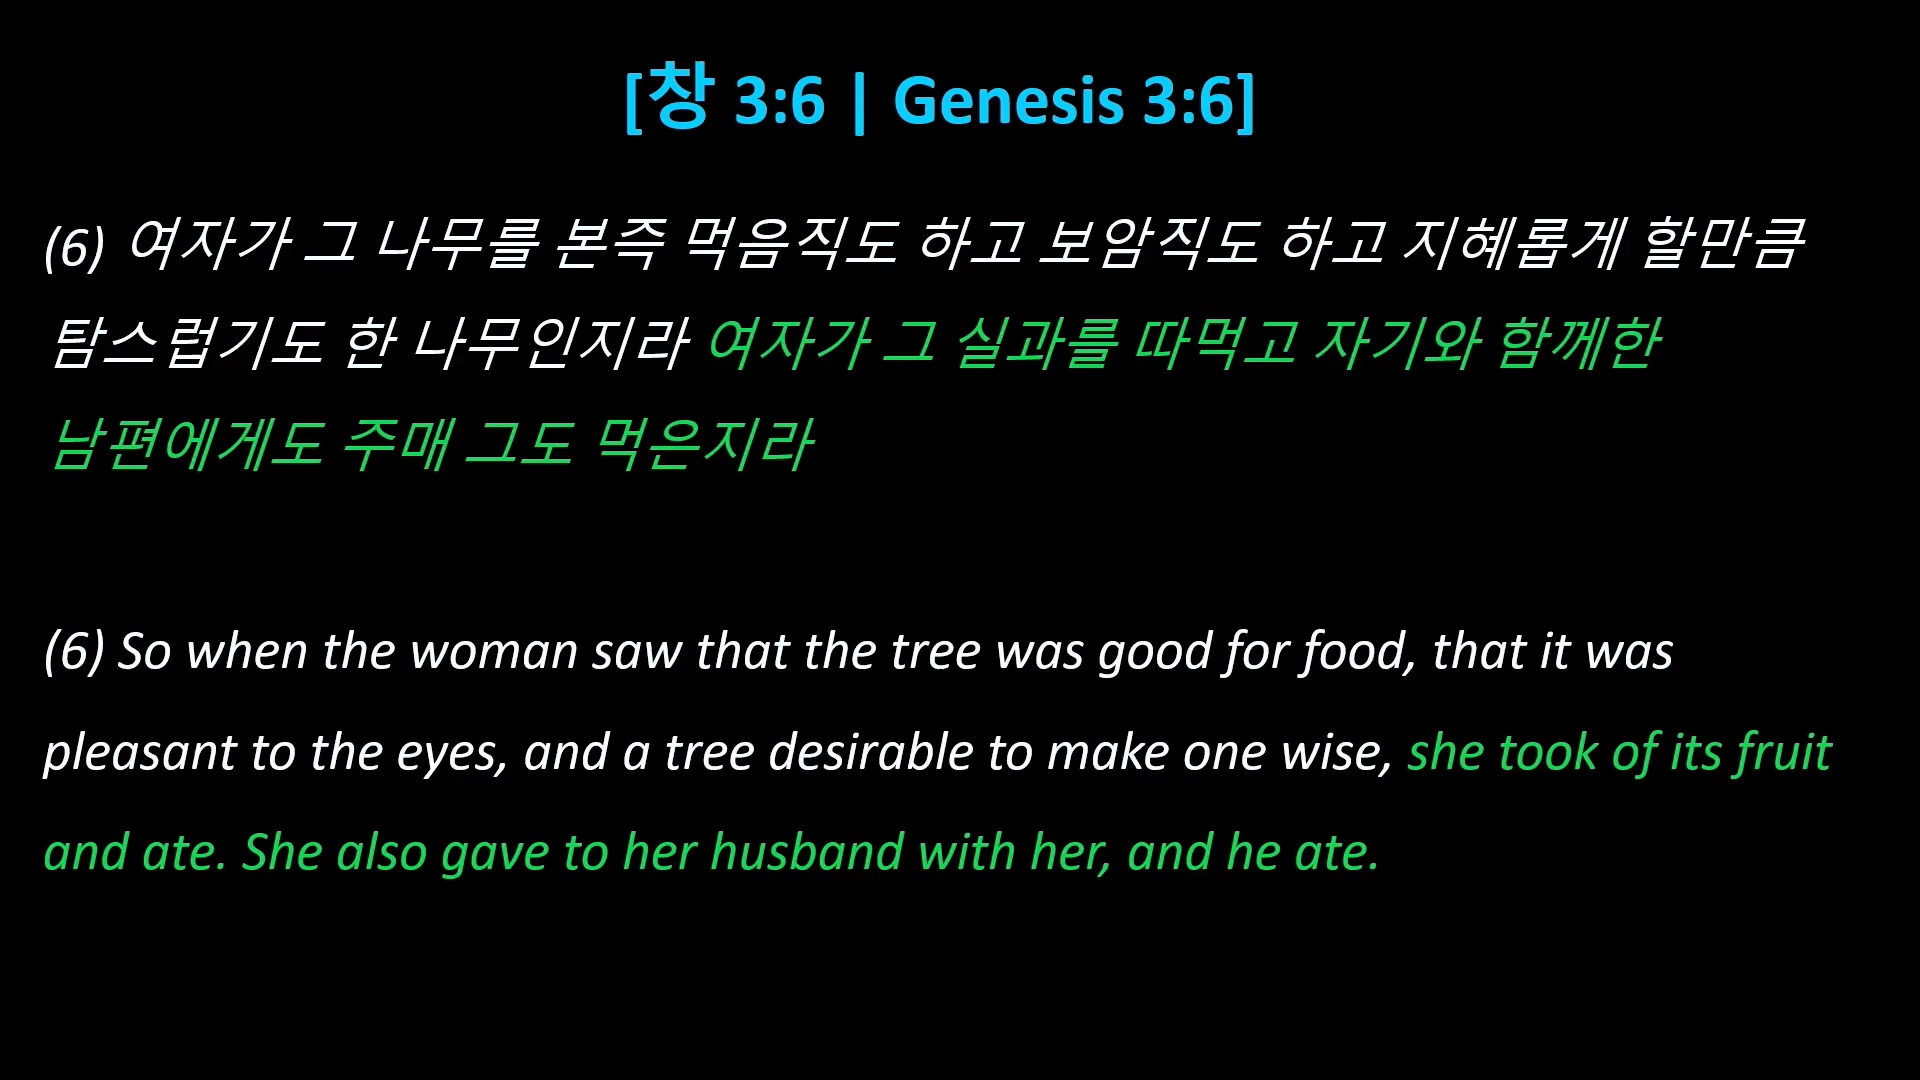 [창 3:6 | Genesis 3:6]
(6) 여자가 그 나무를 본즉 먹음직도 하고 보암직도 하고 지혜롭게 할만큼
탐스럽기도 한 나무인지라 여자가 그 실과를 따먹고 자기와 함께한
남편에게도 주매 그도 먹은지라
(6) So when the woman saw that the tree was good for food, that it was
pleasant to the eyes, and a tree desirable to make one wise, she took of its fruit
and ate. She also gave to her husband with her, and he ate.